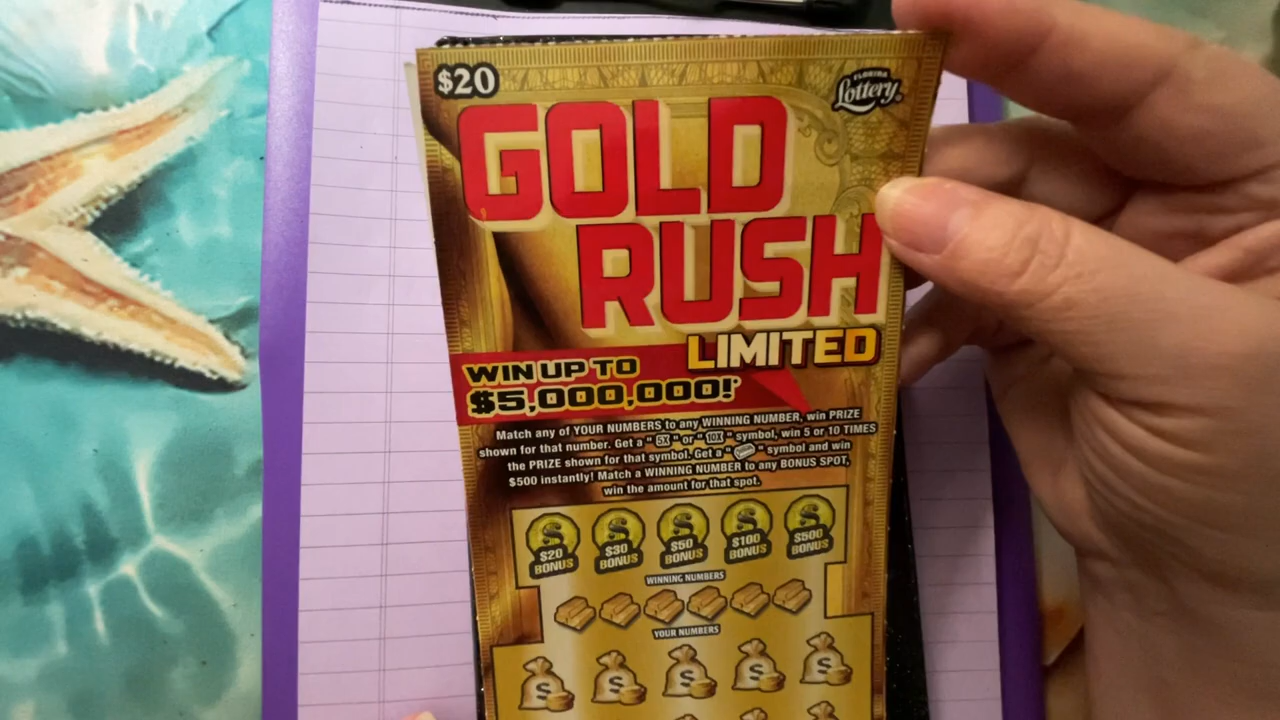 $20
FLORIDA
Lottery
GOLD
RUSH
LIMITED
WIN UP TO
$5,000,000!*
Match any of YOUR NUMBERS to any WINNING NUMBER, win PRIZE
shown for that number. Get a "5X" or "10X" symbol, win 5 or 10 TIMES
the PRIZE shown for that symbol. Get a " " symbol and win
$500 instantly! Match a WINNING NUMBER to any BONUS SPOT,
win the amount for that spot.
$20 $30 $50 $100 $500
BONUS BONUS BONUS BONUS BONUS
WINNING NUMBERS
YOUR NUMBERS
$ $ $ $ $